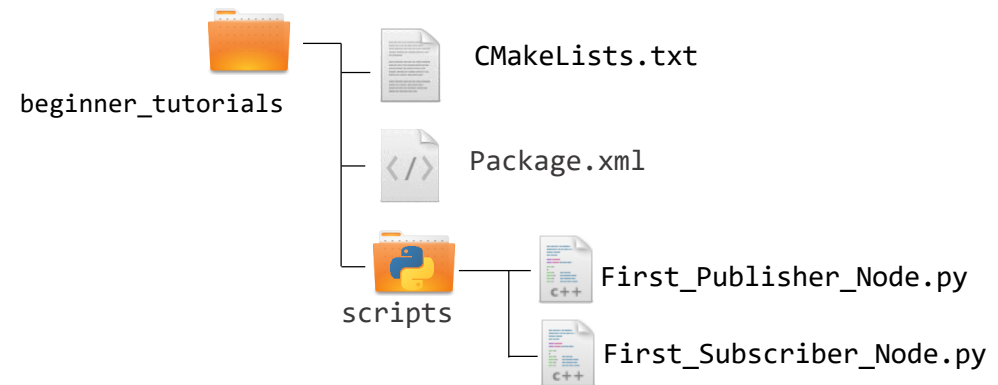 beginner_tutorials
CMakeLists.txt
Package.xml
</>
scripts
First_Publisher_Node.py
C++
First_Subscriber_Node.py
C++